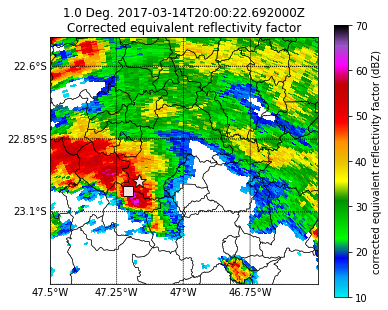 1.0 Deg. 2017-03-14T20:00:22.692000Z
Corrected equivalent reflectivity factor
22.6°S
22.85°S
23.1°S
47.5°W 47.25°W 47°W 46.75°W
70
60
50
40
30
20
10
corrected equivalent reflectivity factor (dBZ)